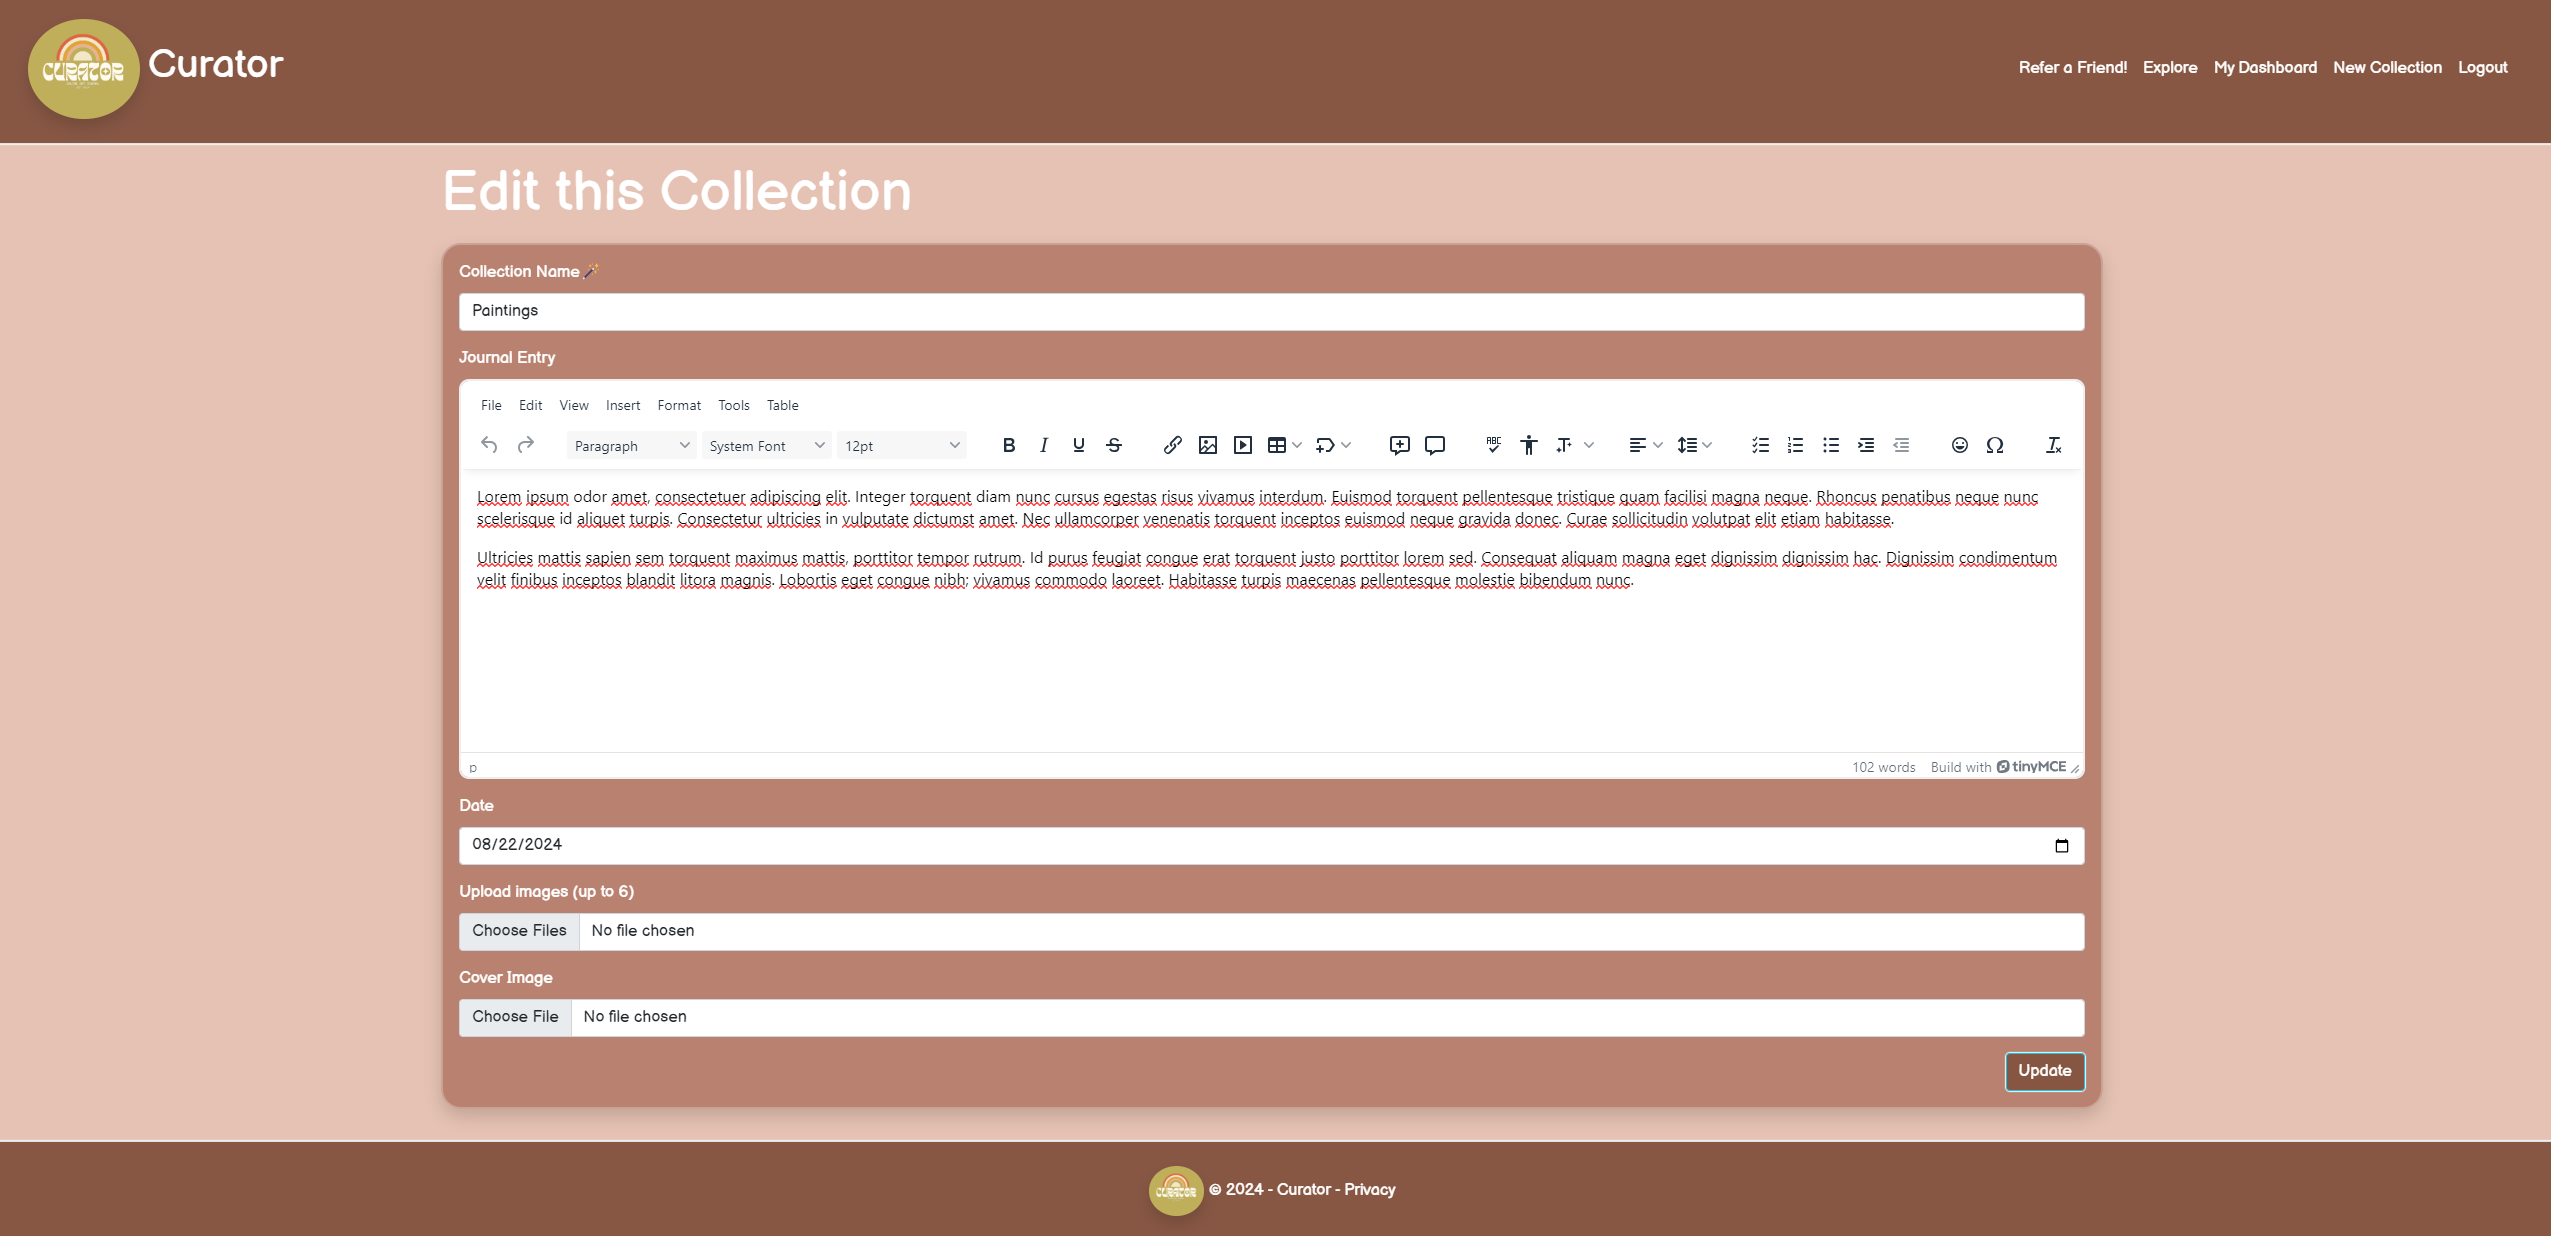 CURATOR
Curator
Refer a Friend! Explore My Dashboard New Collection Logout
Edit this Collection
Collection Name
Paintings
Journal Entry
File Edit View Insert Format Tools Table
Paragraph System Font 12pt
Lorem ipsum odor amet, consectetuer adipiscing elit. Integer torquent diam nunc cursus egestas risus vivamus interdum. Euismod torquent pellentesque tristique quam facilisi magna neque. Rhoncus penatibus neque nunc
scelerisque id aliquet turpis. Consectetur ultricies in vulputate dictumst amet. Nec ullamcorper venenatis torquent inceptos euismod neque gravida donec. Curae sollicitudin volutpat elit etiam habitasse.
Ultricies mattis sapien sem torquent maximus mattis, porttitor tempor rutrum. Id purus feugiat congue erat torquent justo porttitor lorem sed. Consequat aliquam magna eget dignissim dignissim hac. Dignissim condimentum
velit finibus inceptos blandit litora magnis. Lobortis eget congue nibh; vivamus commodo laoreet. Habitasse turpis maecenas pellentesque molestie bibendum nunc.
p
102 words Build with tinyMCE
Date
08/22/2024
Upload images (up to 6)
Choose Files No file chosen
Cover Image
Choose File No file chosen
Update
CURATOR
© 2024 - Curator - Privacy